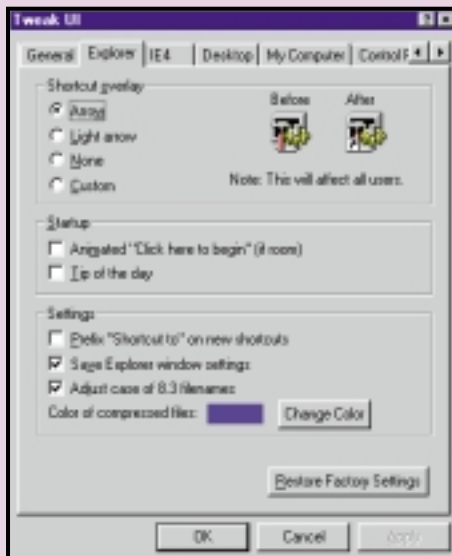 Tweak UI
General Explorer IE4 Desktop My Computer Control P
Shortcut overlay
Arrow
Light arrow
None
Custom
Before After
Note: This will affect all users.
Startup
Animated "Click here to begin" (if room)
Tip of the day
Settings
Prefix "Shortcut to" on new shortcuts
Save Explorer window settings
Adjust case of 8.3 filenames
Color of compressed files: Change Color
Restore Factory Settings
OK Cancel Apply